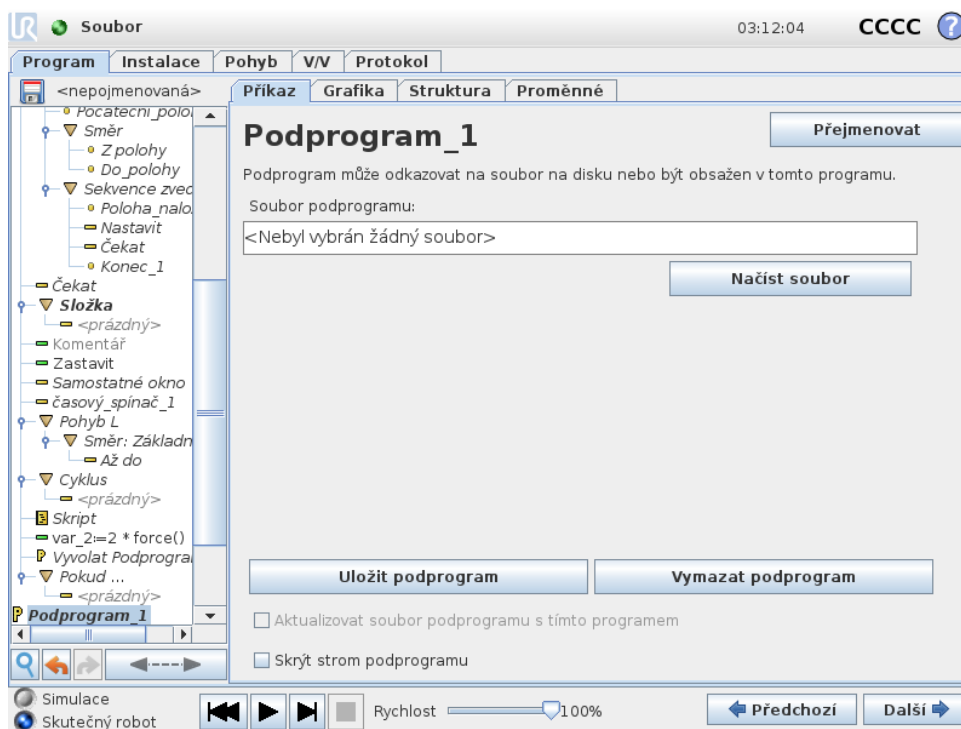 UR Soubor 03:12:04 CCCC ?
Program Instalace Pohyb V/V Protokol
<nepojmenovaná>
Počáteční_polo
Směr
Z polohy
Do_polohy
Sekvence zved
Poloha_nalo
Nastavit
Čekat
Konec_1
Čekat
Složka
<prázdný>
Komentář
Zastavit
Samostatné okno
časový_spínač_1
Pohyb L
Směr: Základn
Až do
Cyklus
<prázdný>
Skript
var_2:=2 * force()
Vyvolat Podprogra
Pokud ...
<prázdný>
P Podprogram_1
Příkaz Grafika Struktura Proměnné
Podprogram_1
Přejmenovat
Podprogram může odkazovat na soubor na disku nebo být obsažen v tomto programu.
Soubor podprogramu:
<Nebyl vybrán žádný soubor>
Načíst soubor
Uložit podprogram Vymazat podprogram
Aktualizovat soubor podprogramu s tímto programem
Skrýt strom podprogramu
Simulace
Skutečný robot
Rychlost 100%
Předchozí Další